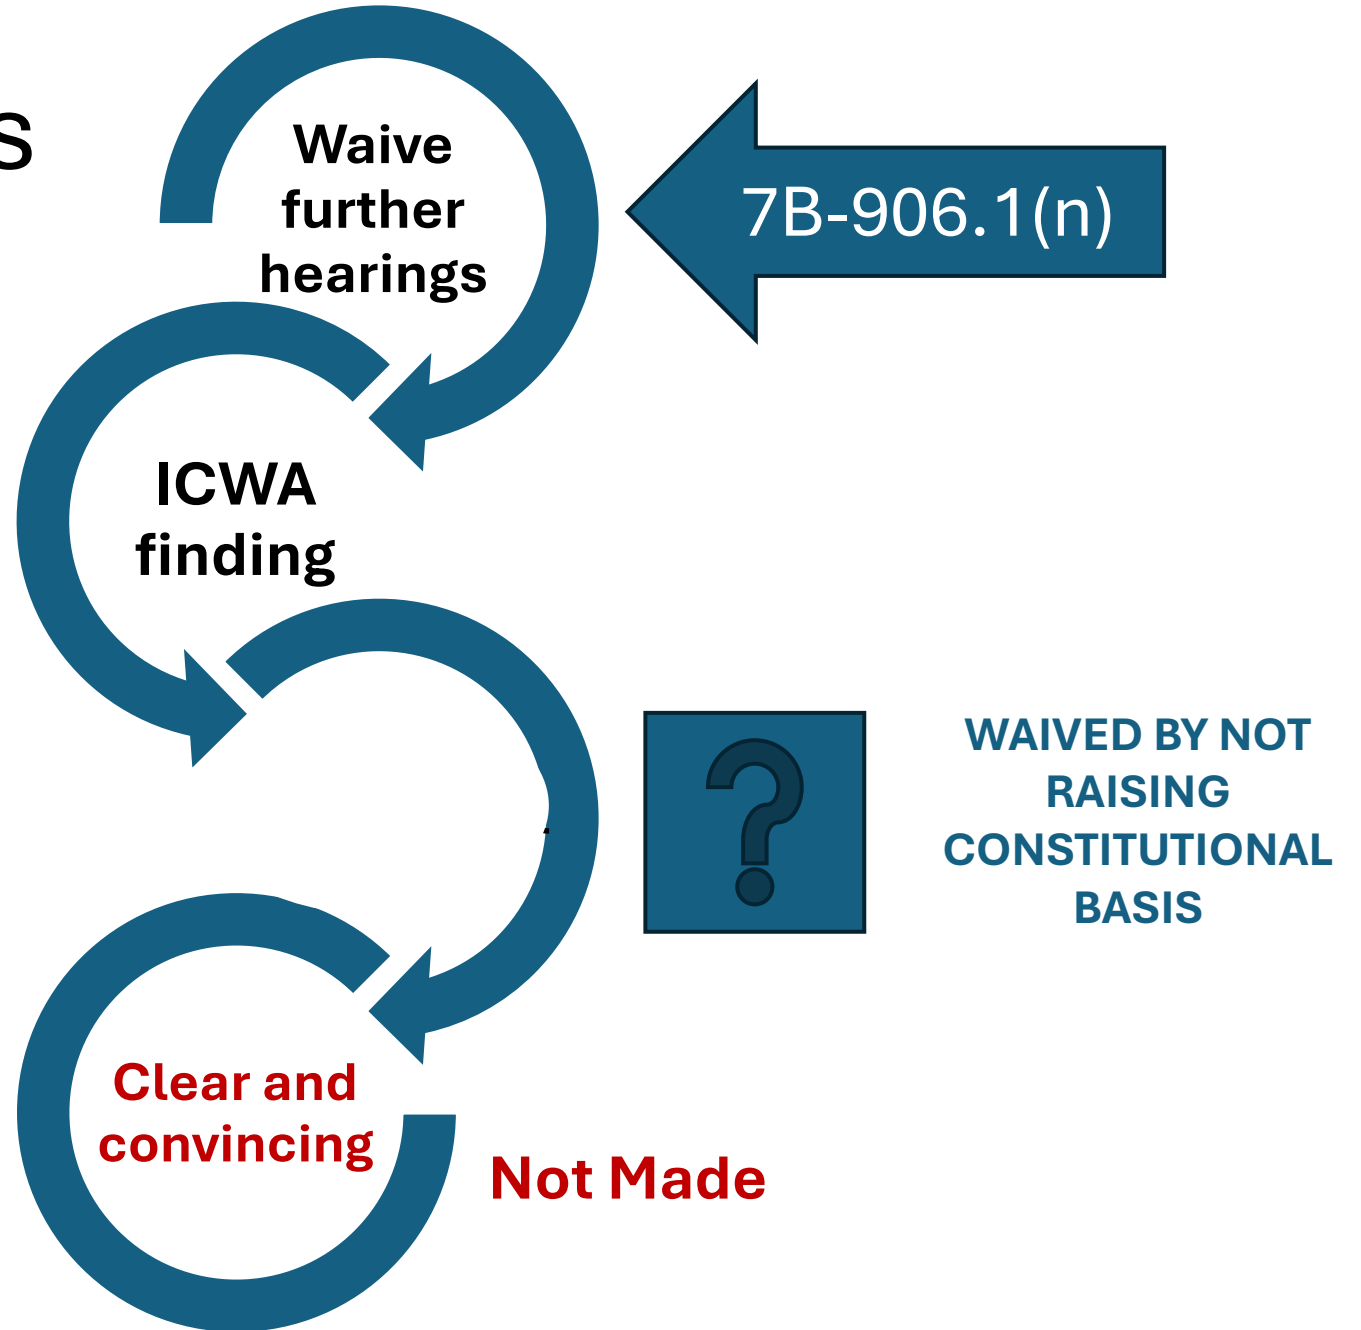 s
Waive
further
hearings
7B-906.1(n)
ICWA
finding
WAIVED BY NOT
RAISING
CONSTITUTIONAL
BASIS
Clear and
convincing
Not Made